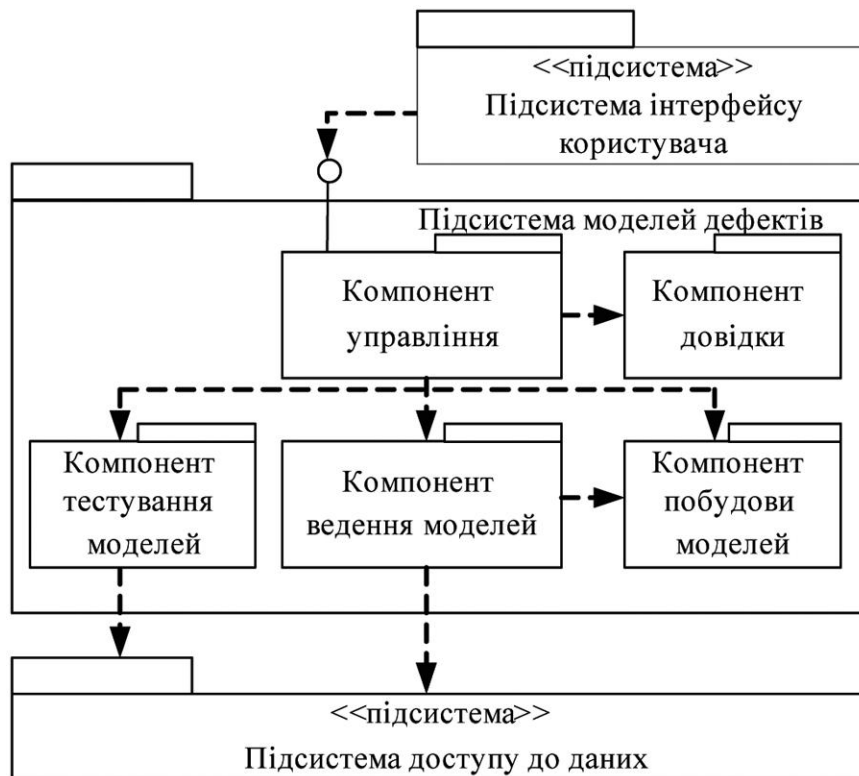 <<підсистема>>
Підсистема інтерфейсу
користувача
Підсистема моделей дефектів
Компонент
управління
Компонент
довідки
Компонент
тестування
моделей
Компонент
ведення моделей
Компонент
побудови
моделей
<<підсистема>>
Підсистема доступу до даних